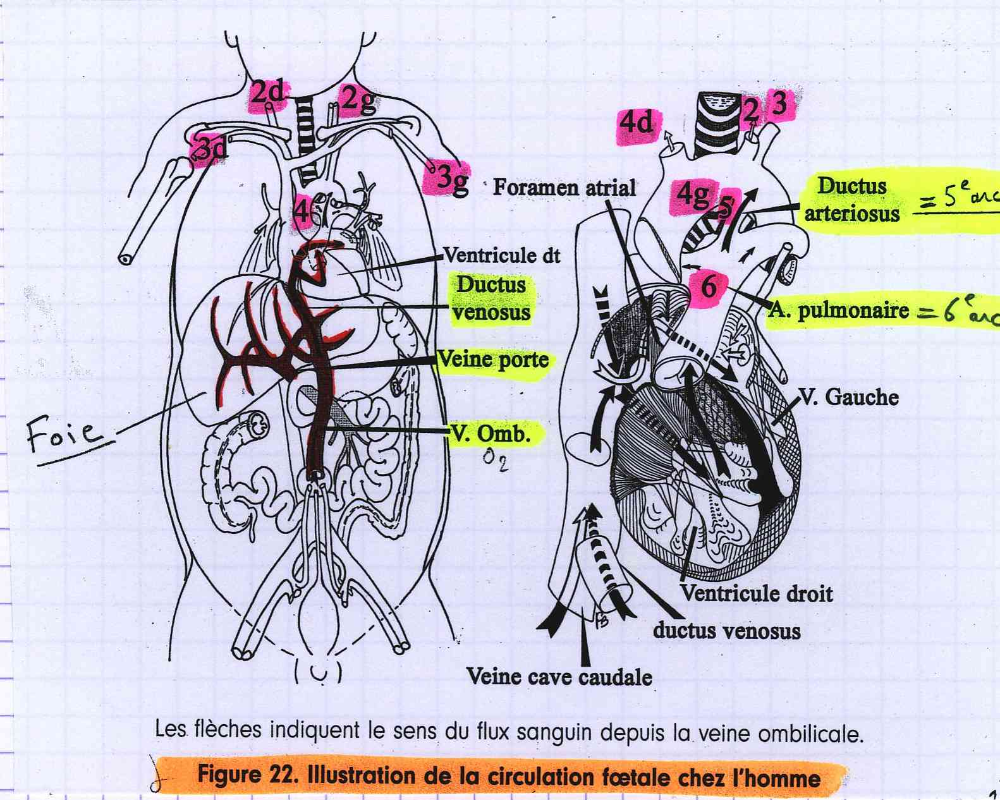 2d
2g
3d
3g
4
Ventricule dt
Ductus
venosus
Veine porte
V. Omb.
O2
Foie
4d
2
3
Foramen atrial
4g
5
Ductus
arteriosus = 5e arc
6
A. pulmonaire = 6e arc
V. Gauche
Ventricule droit
ductus venosus
FB
Veine cave caudale
Les flèches indiquent le sens du flux sanguin depuis la veine ombilicale.
Figure 22. Illustration de la circulation fœtale chez l'homme